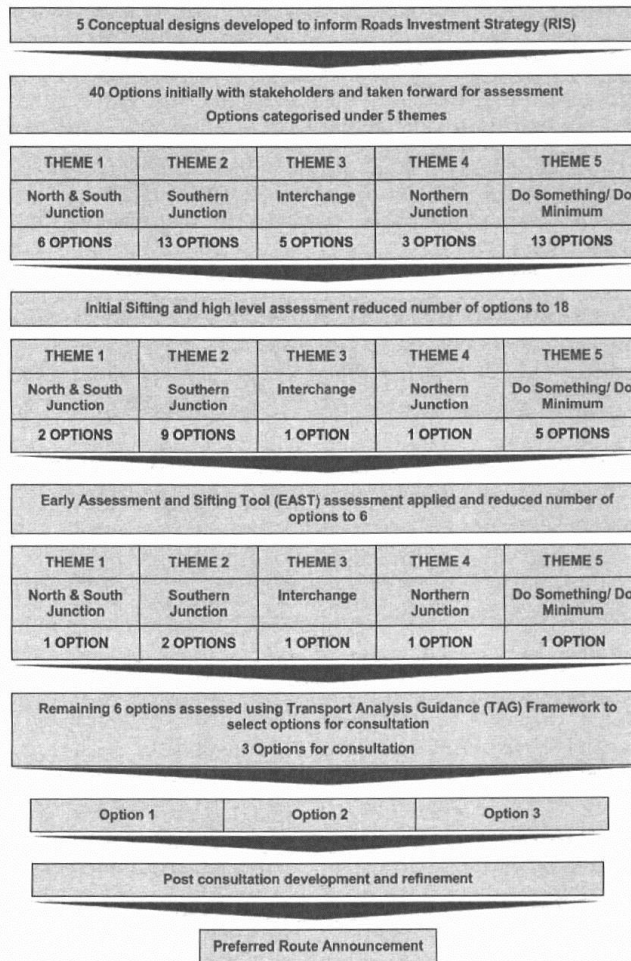 5 Conceptual designs developed to inform Roads Investment Strategy (RIS)
40 Options initially with stakeholders and taken forward for assessment
Options categorised under 5 themes
THEME 1 THEME 2 THEME 3 THEME 4 THEME 5
North & South Southern Interchange Northern Do Something/ Do
Junction Junction Junction Minimum
6 OPTIONS 13 OPTIONS 5 OPTIONS 3 OPTIONS 13 OPTIONS
Initial Sifting and high level assessment reduced number of options to 18
THEME 1 THEME 2 THEME 3 THEME 4 THEME 5
North & South Southern Interchange Northern Do Something/ Do
Junction Junction Junction Minimum
2 OPTIONS 9 OPTIONS 1 OPTION 1 OPTION 5 OPTIONS
Early Assessment and Sifting Tool (EAST) assessment applied and reduced number of
options to 6
THEME 1 THEME 2 THEME 3 THEME 4 THEME 5
North & South Southern Interchange Northern Do Something/ Do
Junction Junction Junction Minimum
1 OPTION 2 OPTIONS 1 OPTION 1 OPTION 1 OPTION
Remaining 6 options assessed using Transport Analysis Guidance (TAG) Framework to
select options for consultation
3 Options for consultation
Option 1 Option 2 Option 3
Post consultation development and refinement
Preferred Route Announcement